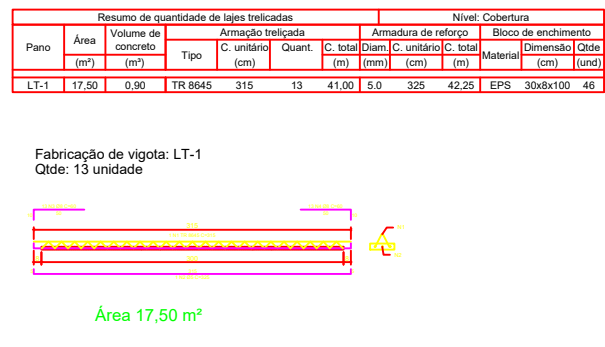 Resumo de quantidade de lajes trelicadas Nível: Cobertura
Pano Área Volume de concreto Armação treliçada Armadura de reforço Bloco de enchimento
Tipo C. unitário Quant. C. total Diam. C. unitário C. total Material Dimensão Qtde
(m²) (m³) (cm) (m) (mm) (cm) (m) (cm) (und)
LT-1 17,50 0,90 TR 8645 315 13 41,00 5.0 325 42,25 EPS 30x8x100 46
Fabricação de vigota: LT-1
Qtde: 13 unidade
Área 17,50 m²